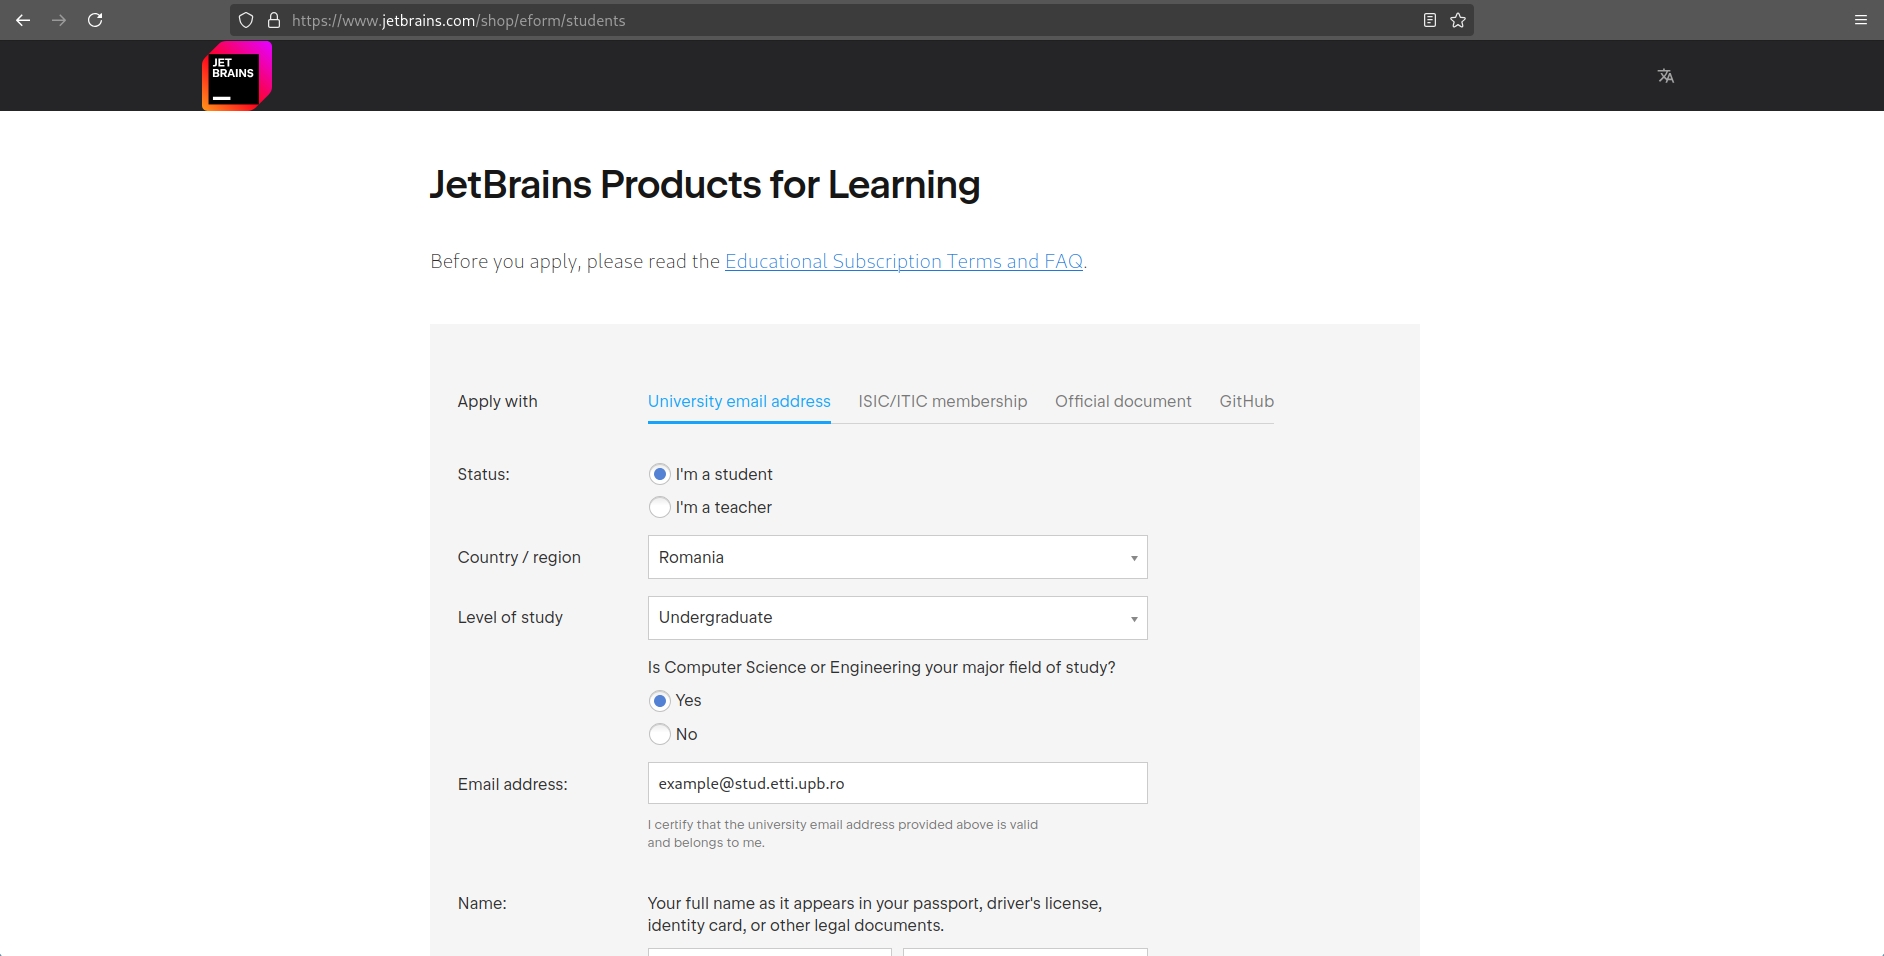 https://www.jetbrains.com/shop/eform/students
JET
BRAINS
JetBrains Products for Learning
Before you apply, please read the Educational Subscription Terms and FAQ.
Apply with
University email address
ISIC/ITIC membership
Official document
GitHub
Status:
I'm a student
I'm a teacher
Country / region
Romania
Level of study
Undergraduate
Is Computer Science or Engineering your major field of study?
Yes
No
Email address:
example@stud.etti.upb.ro
I certify that the university email address provided above is valid
and belongs to me.
Name:
Your full name as it appears in your passport, driver's license,
identity card, or other legal documents.